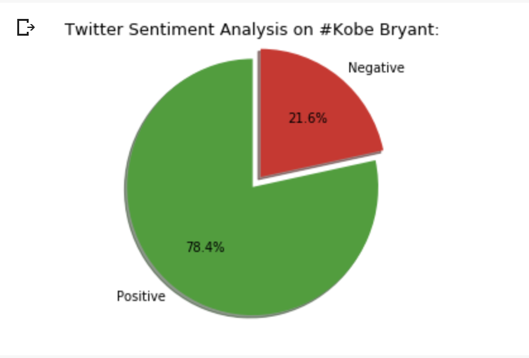 Twitter Sentiment Analysis on #Kobe Bryant:
Negative
21.6%
78.4%
Positive